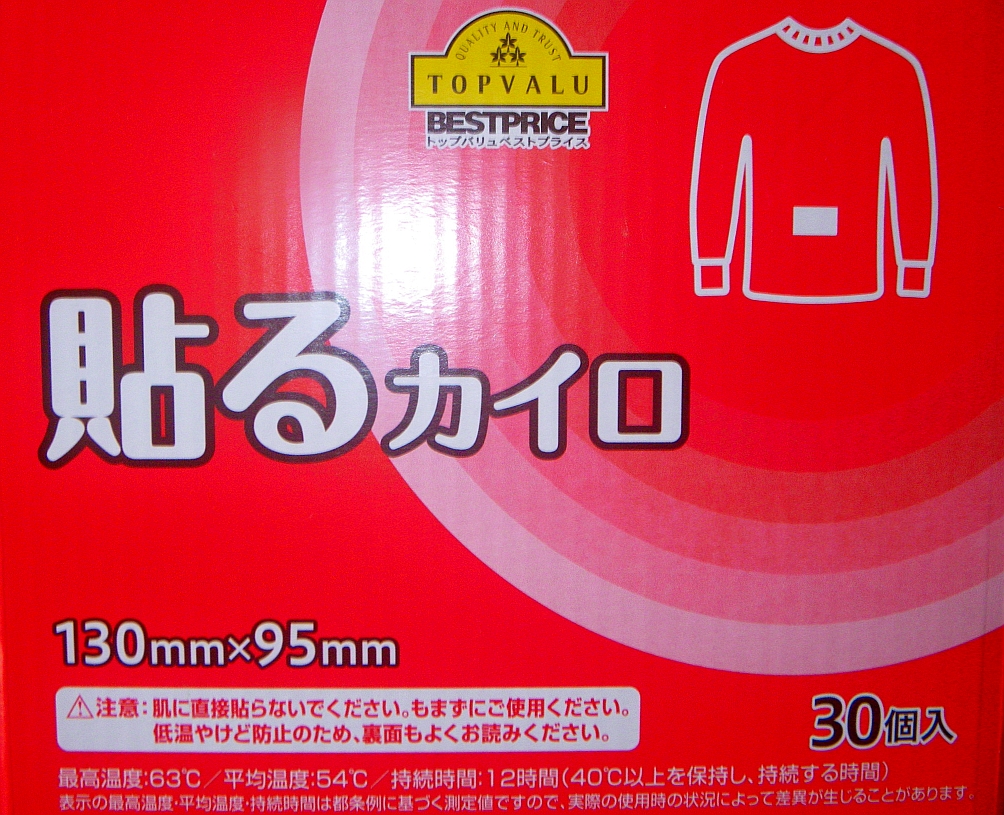 QUALITY AND TRUST
TOPVALU
BESTPRICE
トップバリュベストプライス
貼るカイロ
130mm×95mm
⚠注意:肌に直接貼らないでください。もまずにご使用ください。
低温やけど防止のため、裏面もよくお読みください。
30個入
最高温度:63℃/平均温度:54℃/持続時間:12時間(40℃以上を保持し、持続する時間)
表示の最高温度・平均温度・持続時間は都条例に基づく測定値ですので、実際の使用時の状況によって差異が生じることがあります。